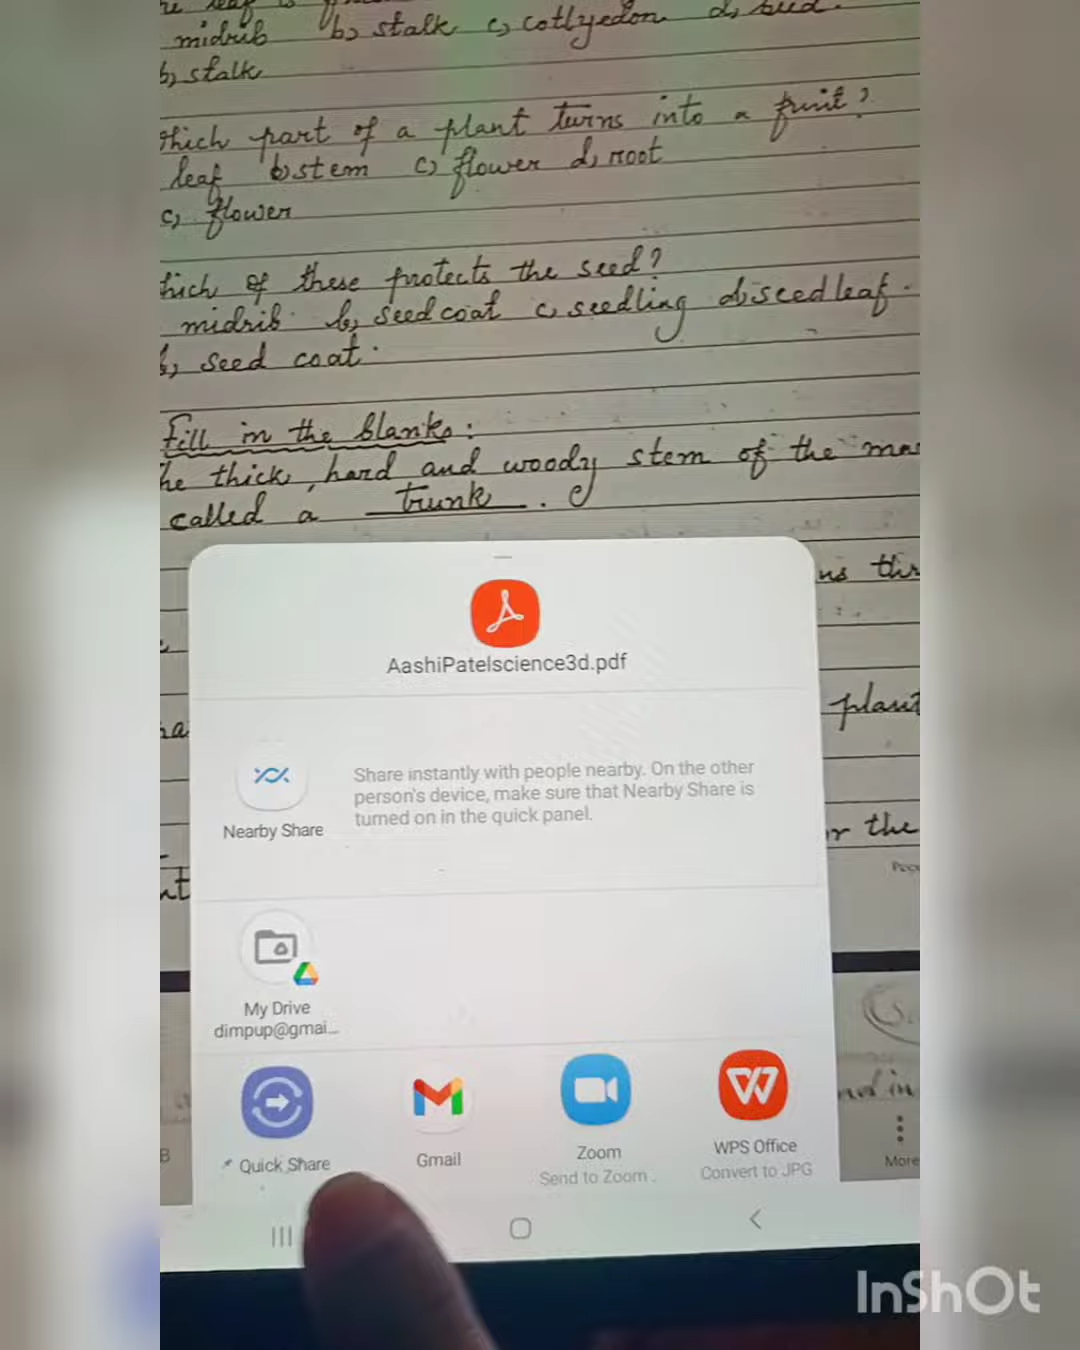 midrib b) stalk c) cotlyedon d) seed.
b) stalk
which part of a plant turns into a fruit?
leaf b) stem c) flower d) root
c) flower
of these protects the seed?
midrib b) seed coat c) seedling d) seed leaf.
b) seed coat.
Fill in the blanks:
he thick, hard and woody stem of the
called a trunk.
AashiPatelscience3d.pdf
plant
Nearby Share
Share instantly with people nearby. On the other
person's device, make sure that Nearby Share is
turned on in the quick panel.
the
My Drive
dimpup@gmai...
Quick Share
Gmail
Zoom
Send to Zoom .
WPS Office
Convert to JPG
More
InShOt